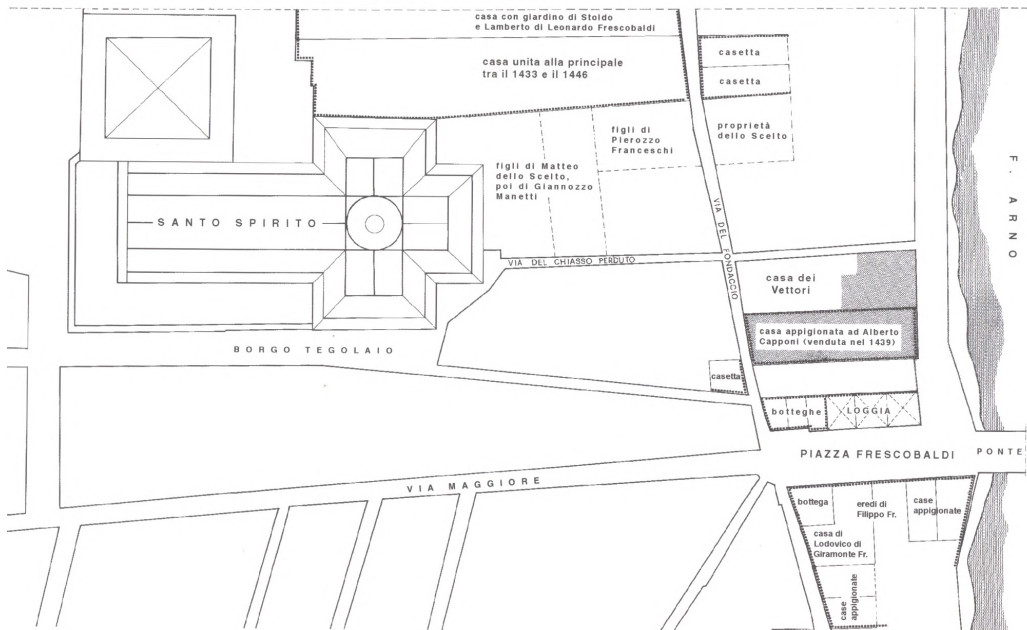 casa con giardino di Stoldo
e Lamberto di Leonardo Frescobaldi
casa unita alla principale
tra il 1433 e il 1446
casetta
casetta
proprietà
dello Scelto
figli di
Pierozzo
Franceschi
figli di Matteo
dello Scelto,
poi di Giannozzo
Manetti
F. ARNO
SANTO SPIRITO
VIA DEL FONDACCIO
VIA DEL CHIASSO PERDUTO
casa dei
Vettori
casa appigionata ad Alberto
Capponi (venduta nel 1439)
BORGO TEGOLAIO
casetta
botteghe
LOGGIA
PIAZZA FRESCOBALDI
PONTE
VIA MAGGIORE
bottega
eredi di
Filippo Fr.
case
appigionate
casa di
Lodovico di
Giramonte Fr.
case
appigionate